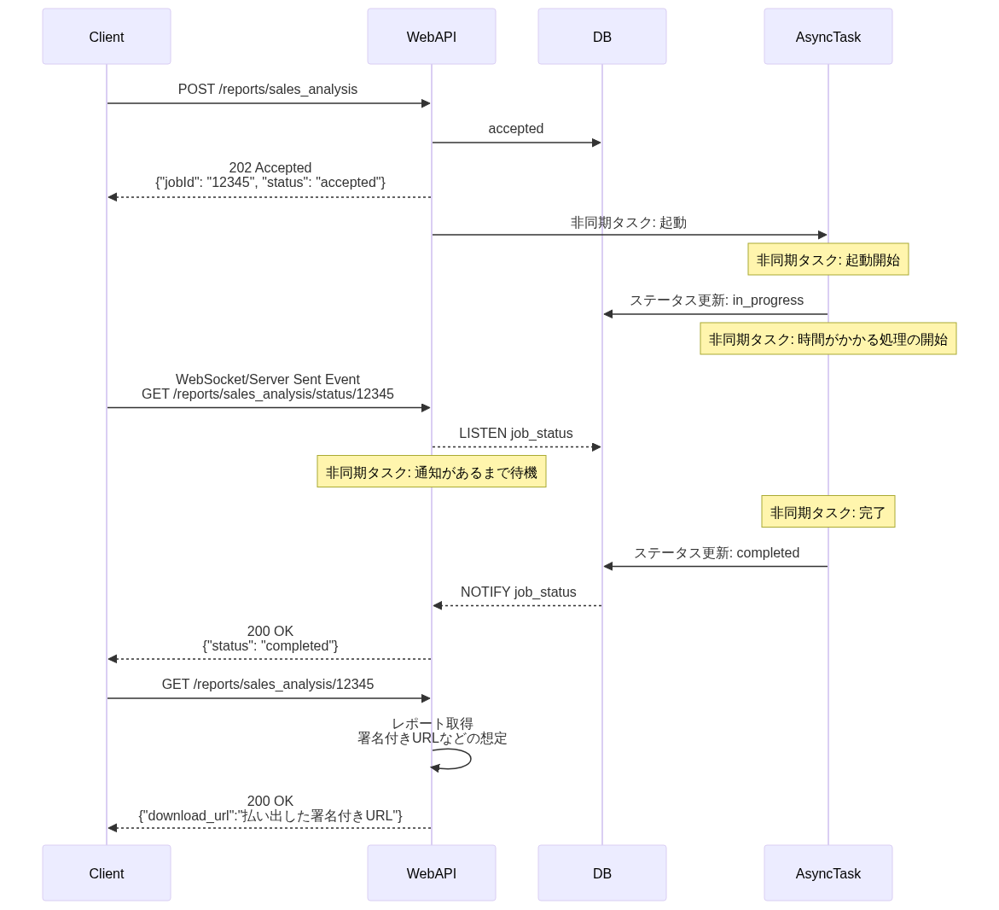 Client
WebAPI
DB
AsyncTask
POST /reports/sales_analysis
accepted
202 Accepted
{"jobId": "12345", "status": "accepted"}
非同期タスク: 起動
非同期タスク: 起動開始
ステータス更新: in_progress
非同期タスク: 時間がかかる処理の開始
WebSocket/Server Sent Event
GET /reports/sales_analysis/status/12345
LISTEN job_status
非同期タスク: 通知があるまで待機
非同期タスク: 完了
ステータス更新: completed
NOTIFY job_status
200 OK
{"status": "completed"}
GET /reports/sales_analysis/12345
レポート取得
署名付きURLなどの想定
200 OK
{"download_url":"払い出した署名付きURL"}
Client
WebAPI
DB
AsyncTask